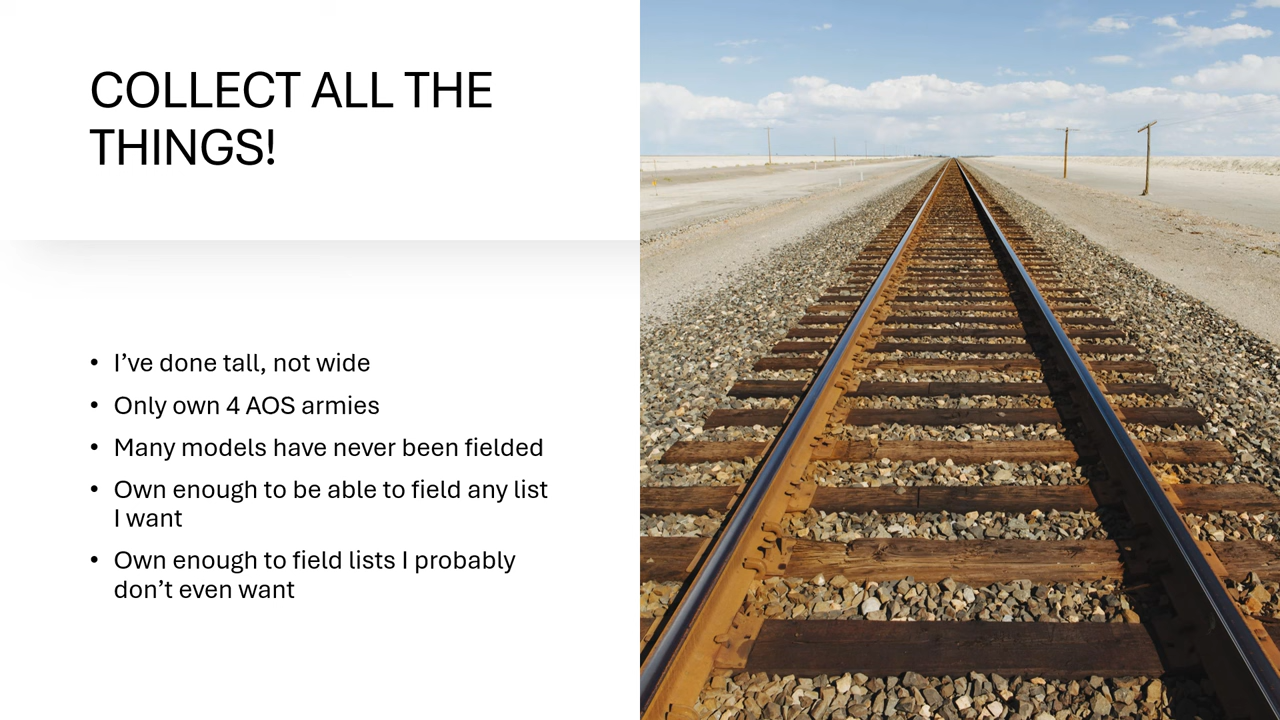 COLLECT ALL THE
THINGS!
• I’ve done tall, not wide
• Only own 4 AOS armies
• Many models have never been fielded
• Own enough to be able to field any list
I want
• Own enough to field lists I probably
don’t even want